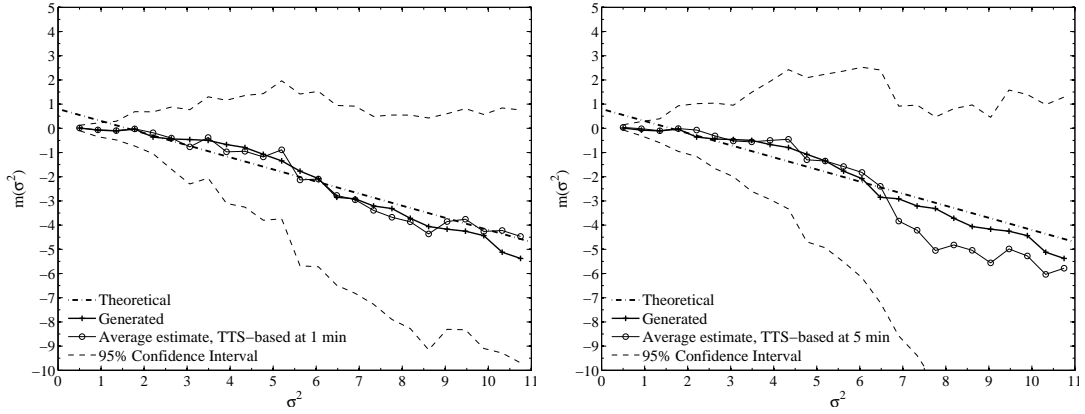 5
4
3
2
1
0
−1
−2
−3
−4
−5
−6
−7
−8
−9
−10
m(σ²)
Theoretical
Generated
Average estimate, TTS−based at 1 min
95% Confidence Interval
0 1 2 3 4 5 6 7 8 9 10 11
σ²
5
4
3
2
1
0
−1
−2
−3
−4
−5
−6
−7
−8
−9
−10
m(σ²)
Theoretical
Generated
Average estimate, TTS−based at 5 min
95% Confidence Interval
0 1 2 3 4 5 6 7 8 9 10 11
σ²